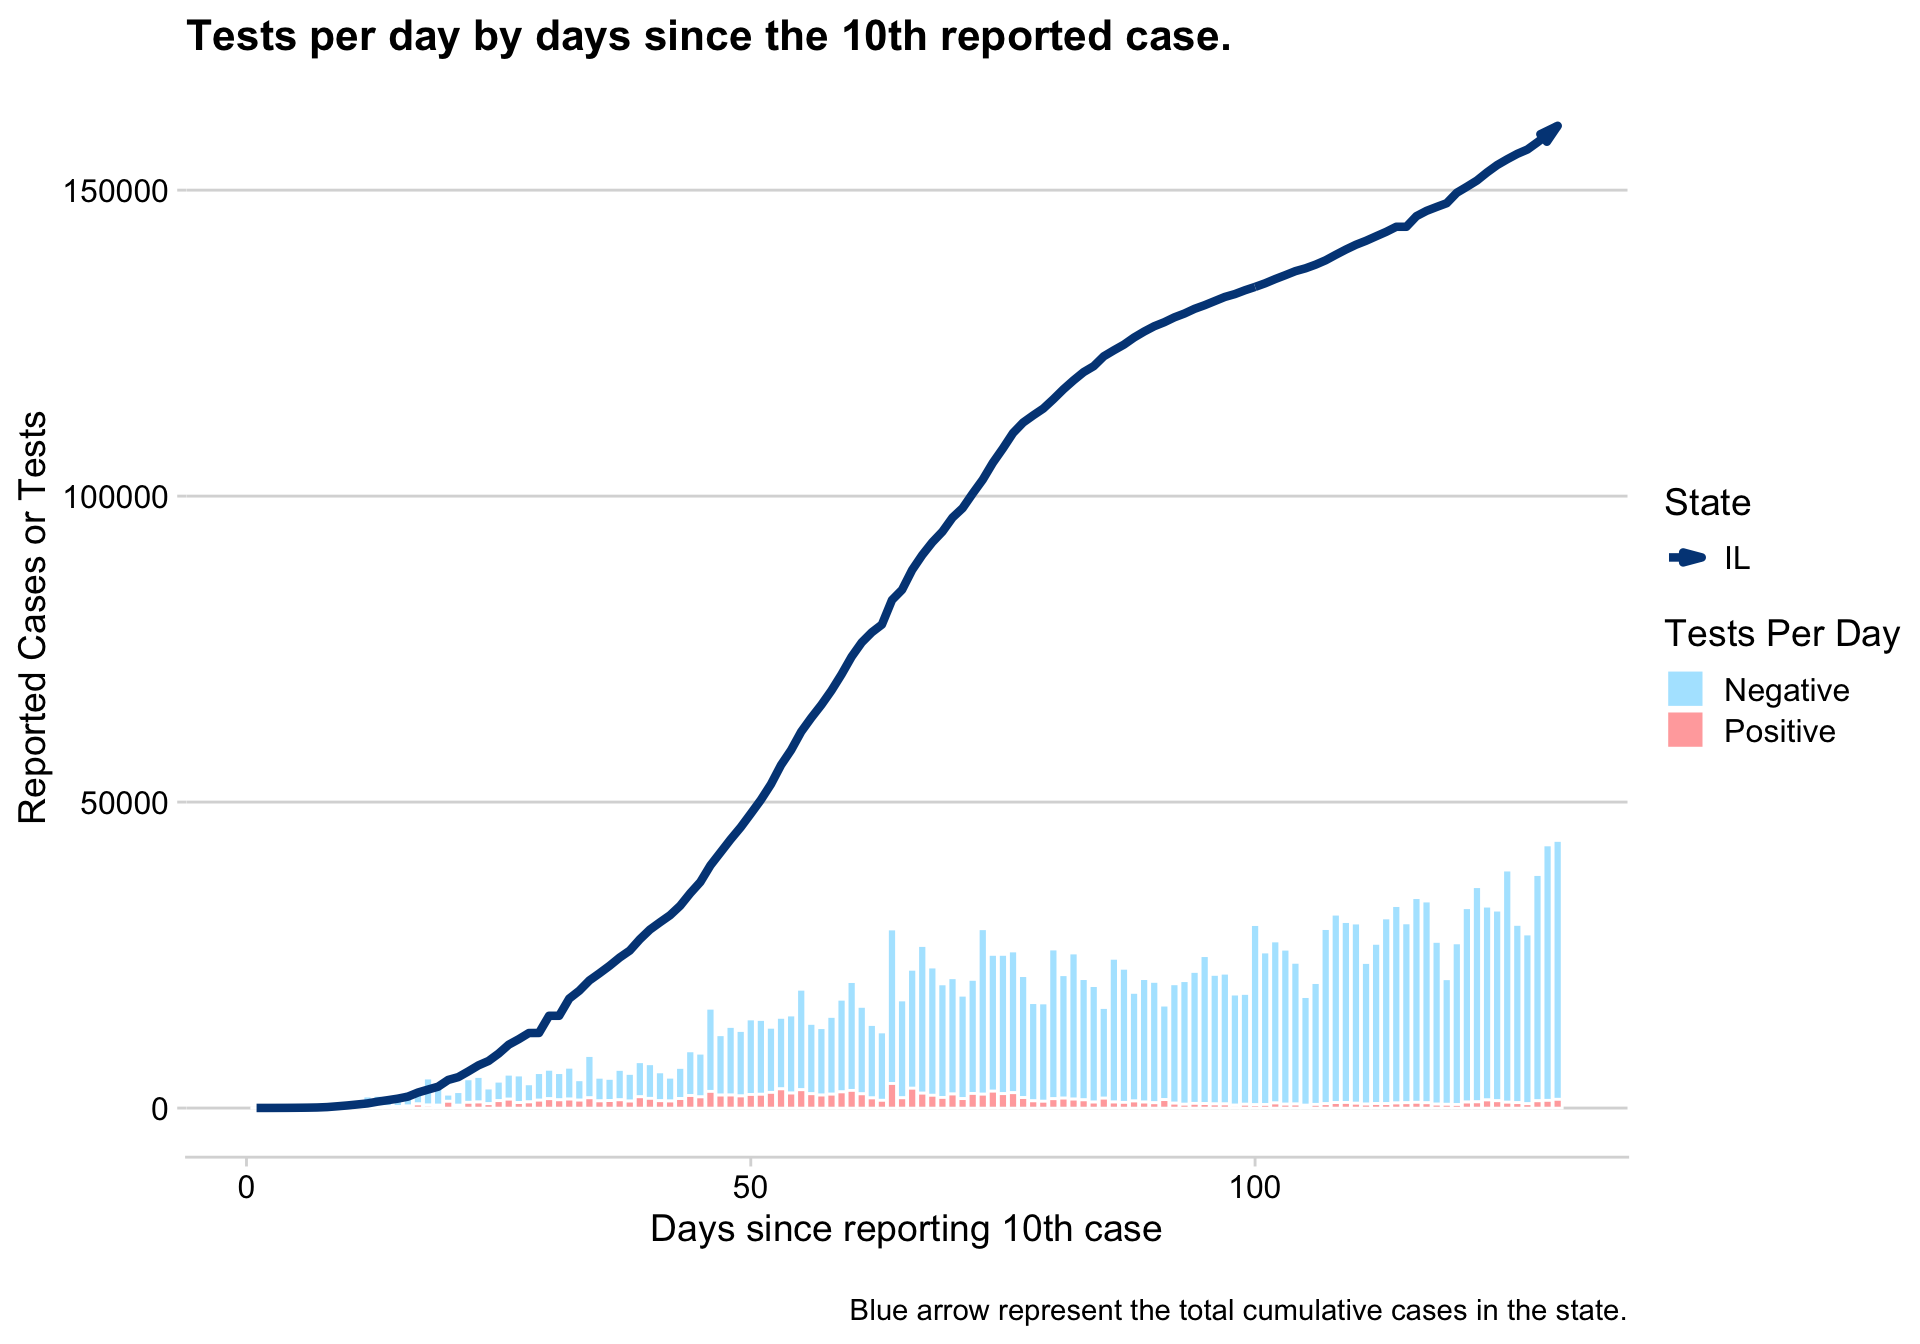 Tests per day by days since the 10th reported case.
150000
100000
50000
0
Reported Cases or Tests
0 50 100
Days since reporting 10th case
State
IL
Tests Per Day
Negative
Positive
Blue arrow represent the total cumulative cases in the state.